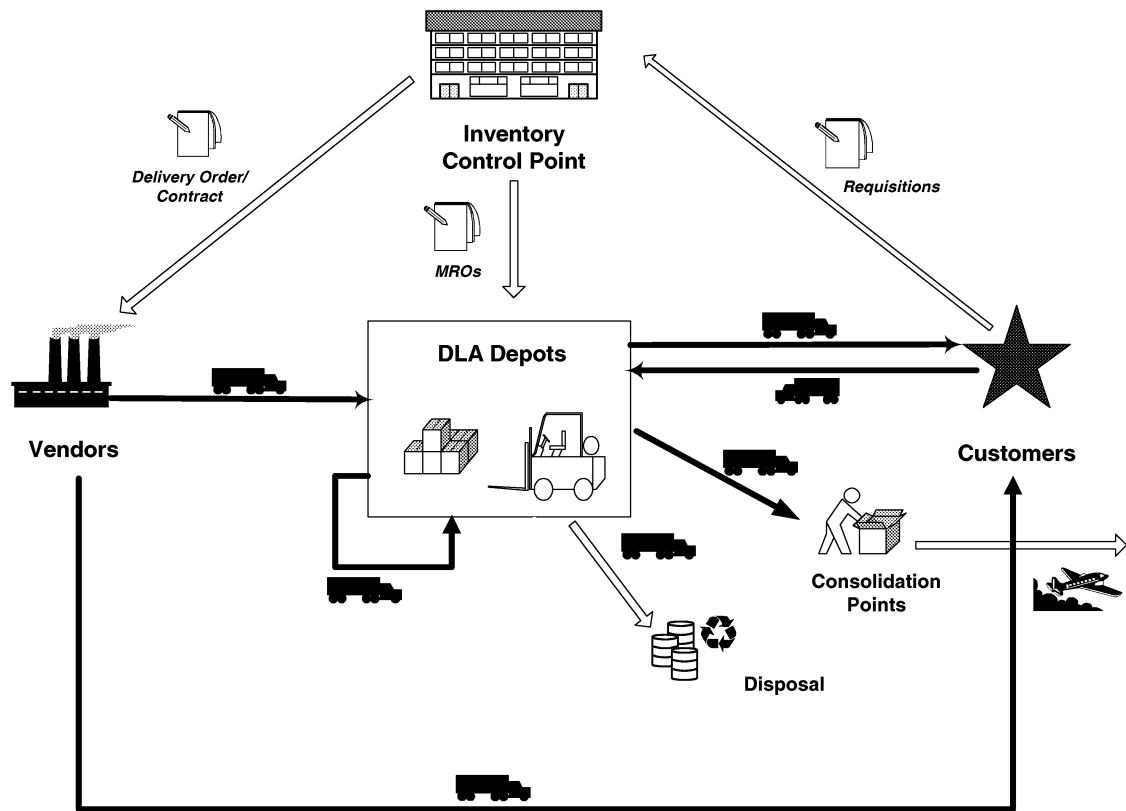 Inventory
Control Point
Delivery Order/
Contract
Requisitions
MROs
DLA Depots
Vendors
Customers
Consolidation
Points
Disposal